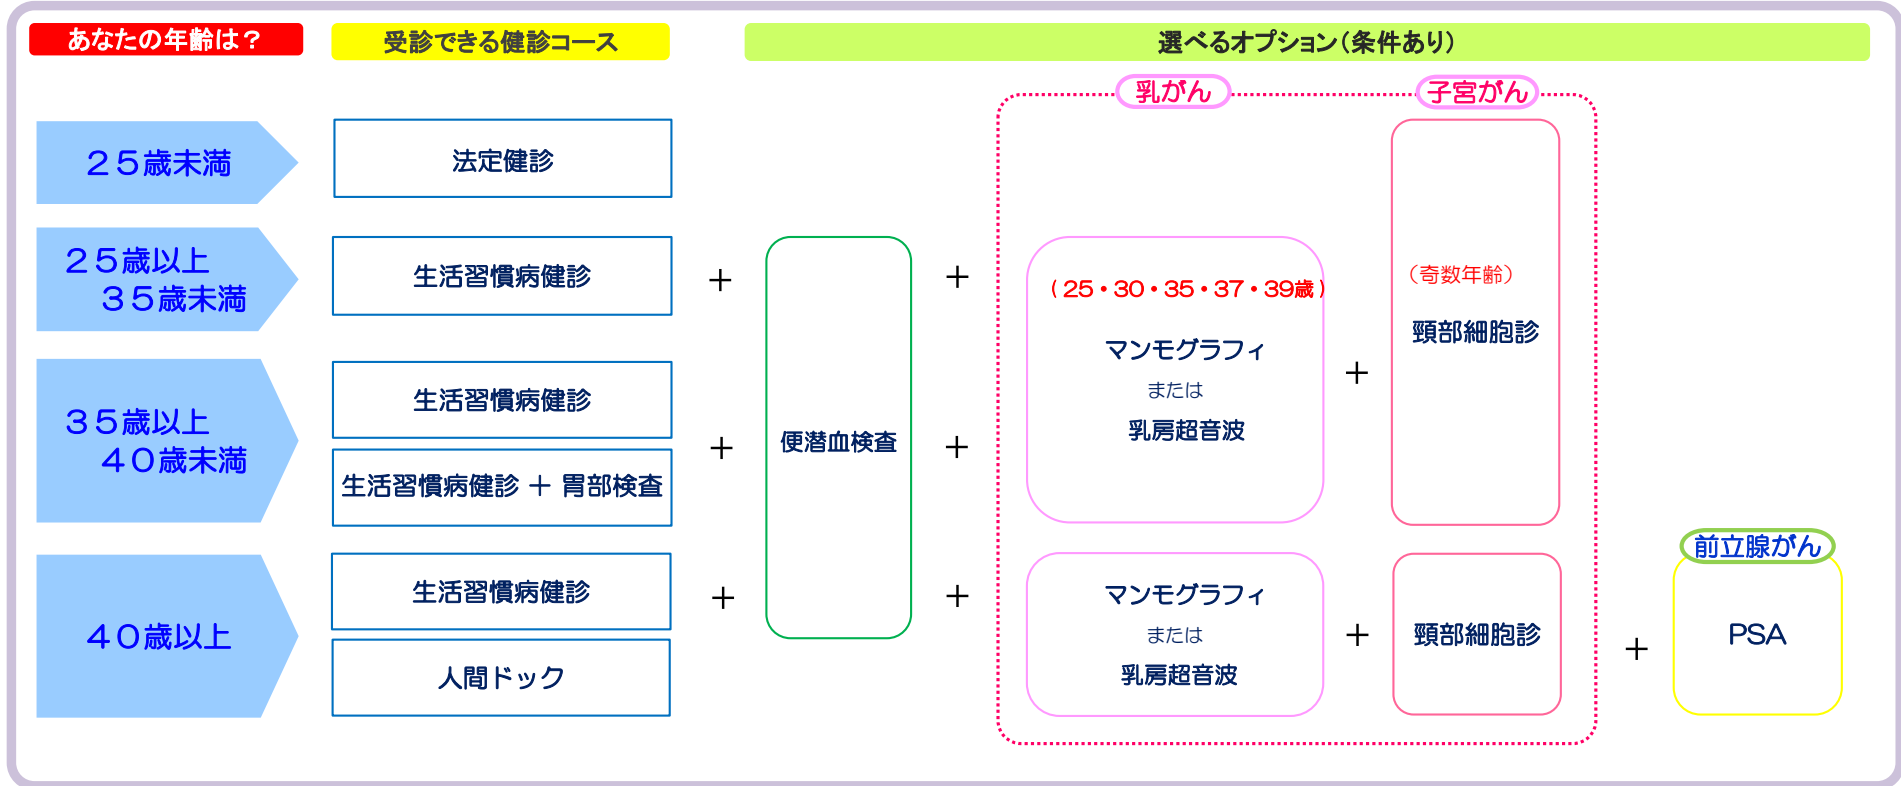 あなたの年齢は？
受診できる健診コース
選べるオプション（条件あり）
乳がん
子宮がん
２５歳未満
法定健診
２５歳以上
３５歳未満
生活習慣病健診
＋
＋
（25・30・35・37・39歳）
マンモグラフィ
または
乳房超音波
＋
（奇数年齢）
頸部細胞診
３５歳以上
４０歳未満
生活習慣病健診
生活習慣病健診 ＋ 胃部検査
＋
便潜血検査
＋
４０歳以上
生活習慣病健診
人間ドック
＋
＋
マンモグラフィ
または
乳房超音波
＋
頸部細胞診
＋
前立腺がん
PSA